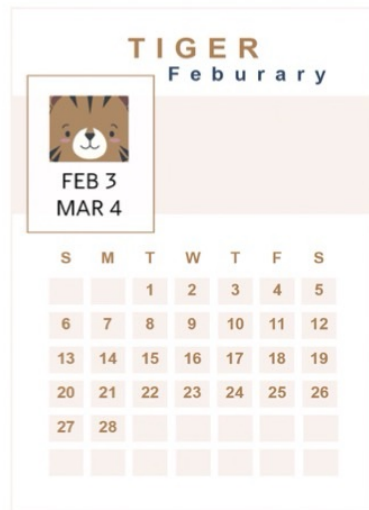 TIGER
Feburary
FEB 3
MAR 4
S M T W T F S
1 2 3 4 5
6 7 8 9 10 11 12
13 14 15 16 17 18 19
20 21 22 23 24 25 26
27 28